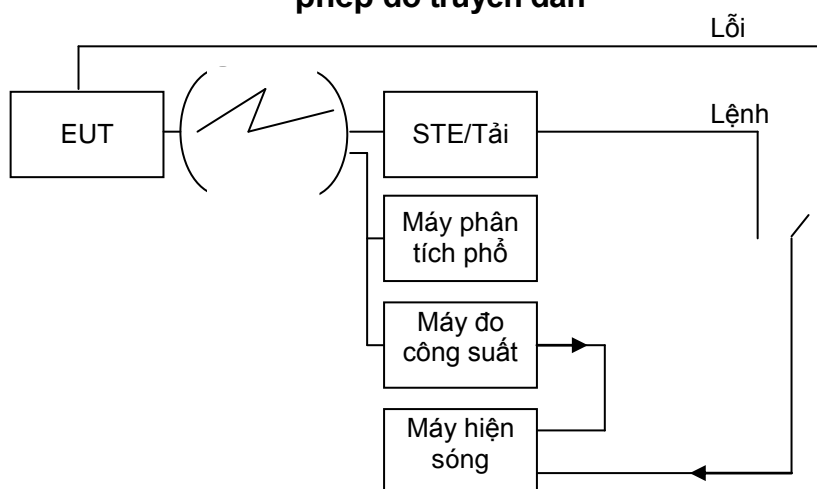 phép đo truyền dẫn
Lỗi
EUT
STE/Tải
Lệnh
Máy phân
tích phổ
Máy đo
công suất
Máy hiện
sóng